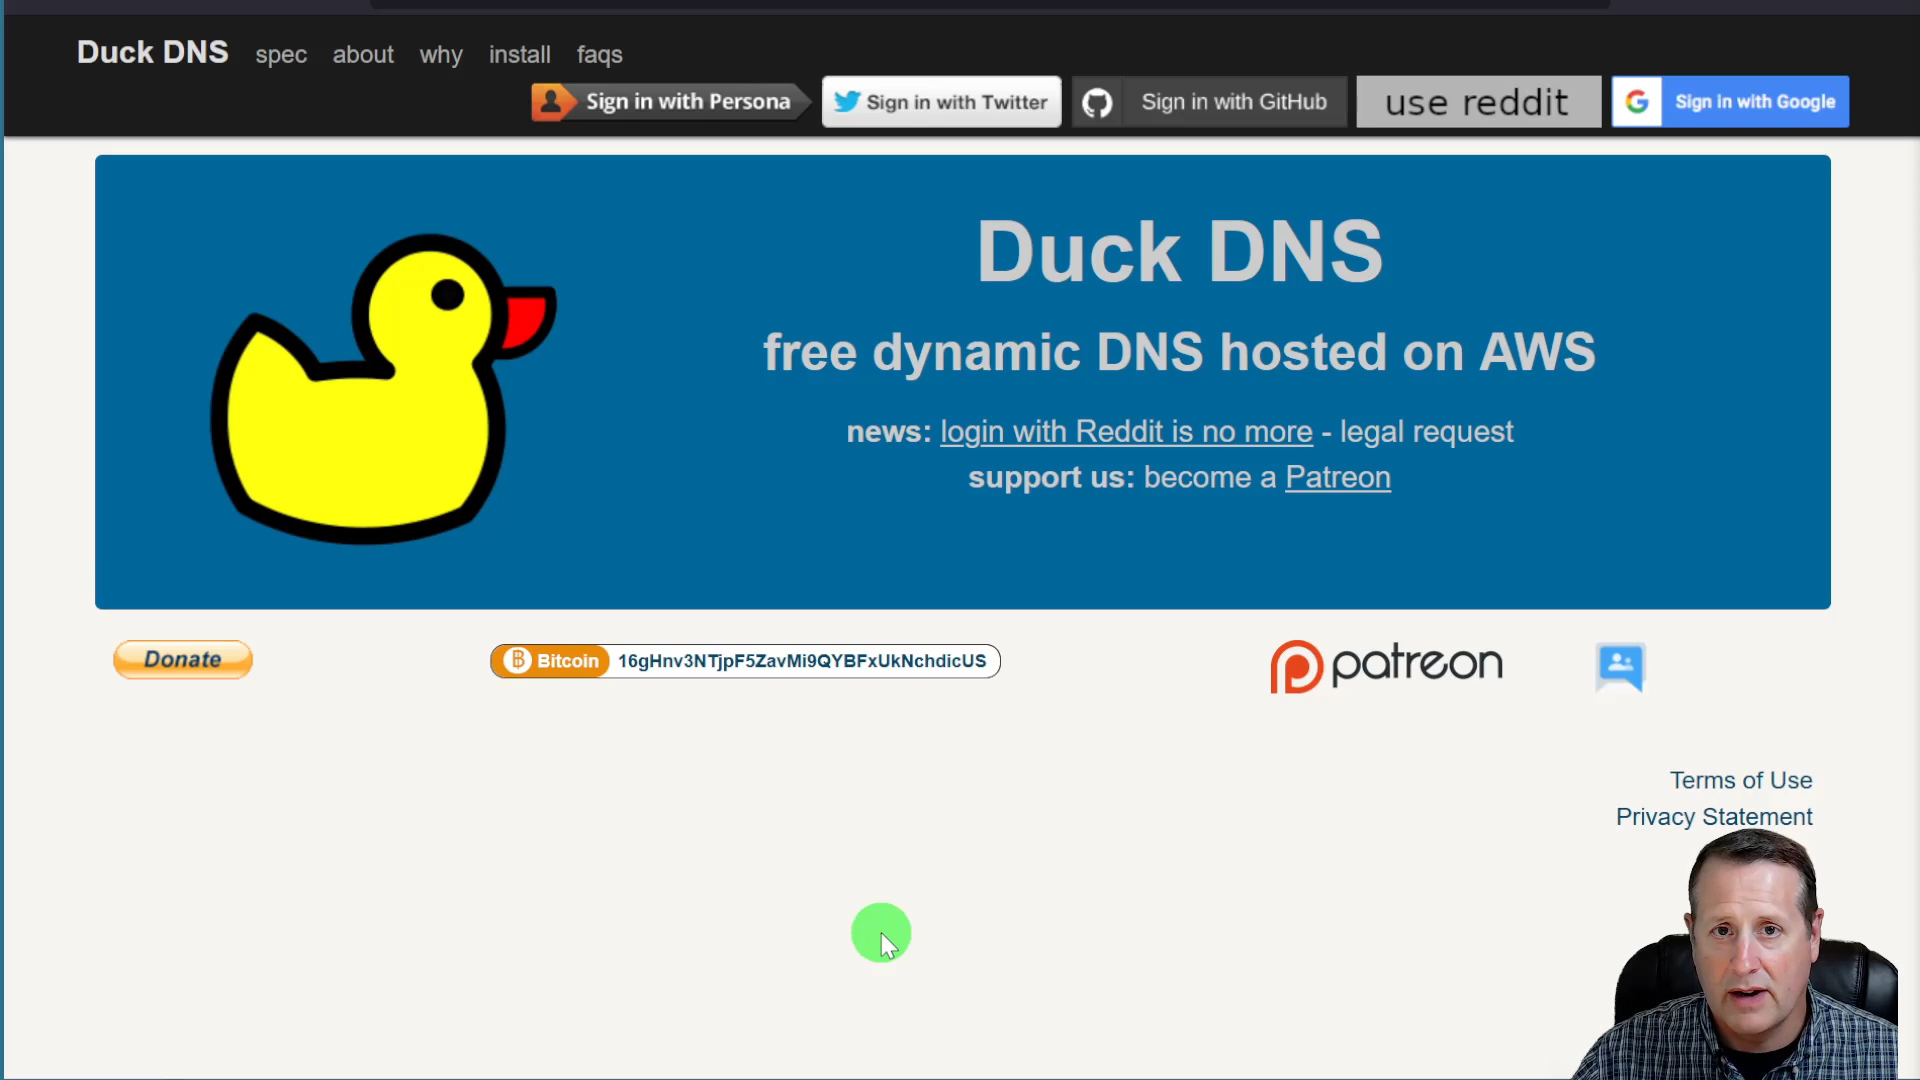 Duck DNS spec about why install faqs
Sign in with Persona Sign in with Twitter Sign in with GitHub use reddit Sign in with Google
Duck DNS
free dynamic DNS hosted on AWS
news: login with Reddit is no more - legal request
support us: become a Patreon
Donate Bitcoin 16gHnv3NTjpF5ZavMi9QYBFxUkNchdicUS patreon
Terms of Use
Privacy Statement